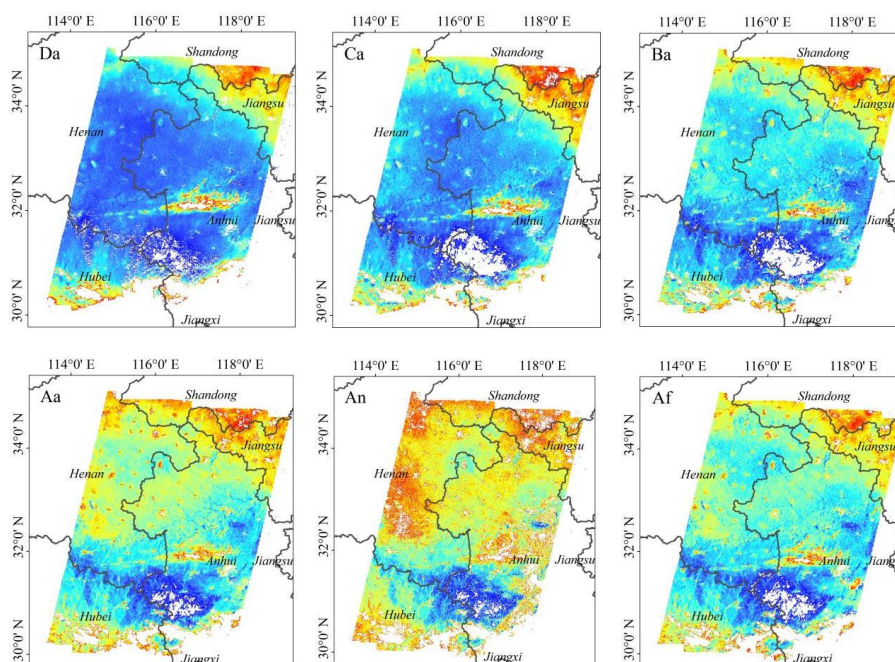 114°0' 116°0' 118°0' E
114°0' 116°0' 118°0' E
114°0' 116°0' 118°0' E
Da
Shandong
Ca
Shandong
Ba
Shandong
34°0' N
Jiangsu
34°0' N
Jiangsu
34°0' N
Jiangsu
Henan
Henan
Henan
32°0' N
Anhui
Jiangsu
32°0' N
Anhui
Jiangsu
32°0' N
Anhui
Jiangsu
Hubei
Hubei
Hubei
30°0' N
Jiangxi
30°0' N
Jiangxi
30°0' N
Jiangxi
114°0' 116°0' 118°0' E
114°0' 116°0' 118°0' E
114°0' 116°0' 118°0' E
Aa
Shandong
An
Shandong
Af
Shandong
34°0' N
Jiangsu
34°0' N
Jiangsu
34°0' N
Jiangsu
Henan
Henan
Henan
32°0' N
Anhui
Jiangsu
32°0' N
Anhui
Jiangsu
32°0' N
Anhui
Jiangsu
Hubei
Hubei
Hubei
30°0' N
Jiangxi
30°0' N
Jiangxi
30°0' N
Jiangxi